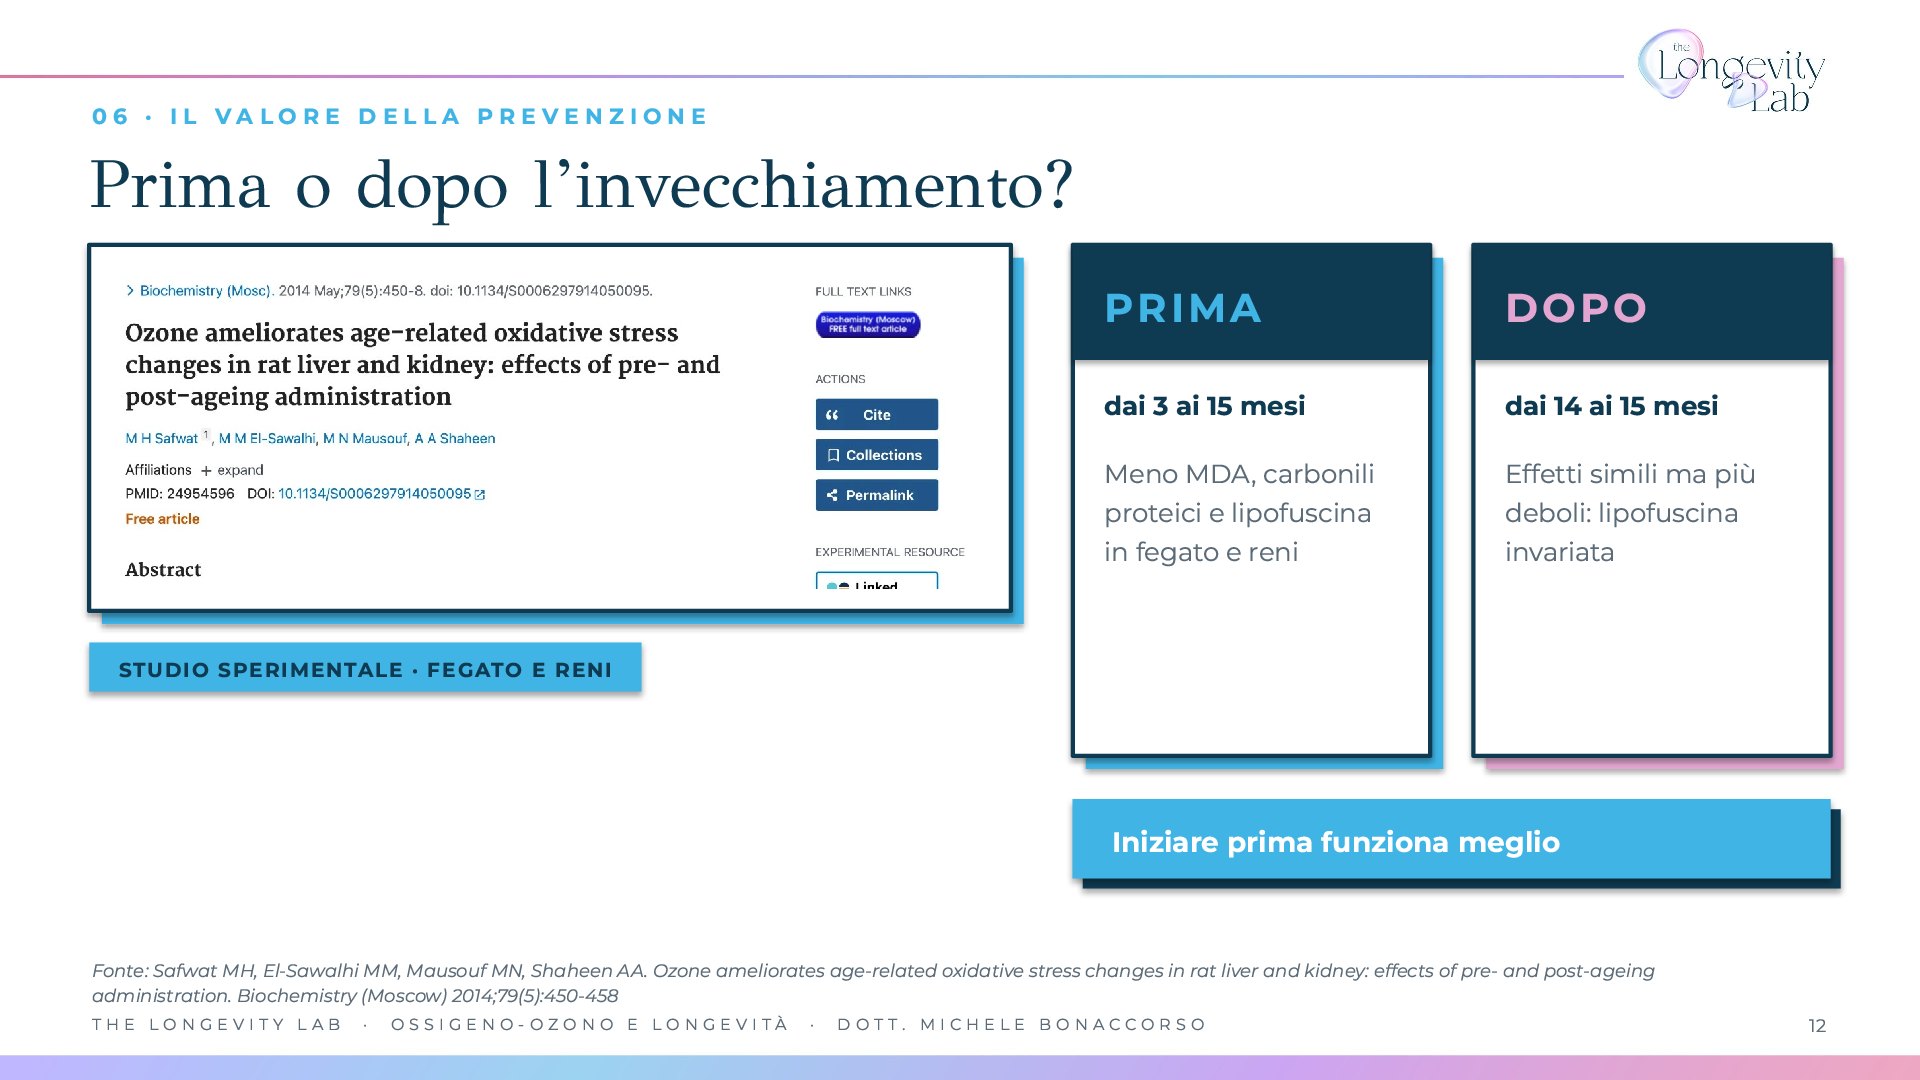 the Longevity Lab
06 · IL VALORE DELLA PREVENZIONE
Prima o dopo l’invecchiamento?
Biochemistry (Mosc). 2014 May;79(5):450-8. doi: 10.1134/S0006297914050095.
Ozone ameliorates age-related oxidative stress
changes in rat liver and kidney: effects of pre- and
post-ageing administration
M H Safwat 1, M M El-Sawalhi, M N Mausouf, A A Shaheen
Affiliations + expand
PMID: 24954596 DOI: 10.1134/S0006297914050095
Free article
Abstract
FULL TEXT LINKS
Biochemistry (Moscow)
FREE full text article
ACTIONS
Cite
Collections
Permalink
EXPERIMENTAL RESOURCE
Linked
STUDIO SPERIMENTALE · FEGATO E RENI
PRIMA
dai 3 ai 15 mesi
Meno MDA, carbonili
proteici e lipofuscina
in fegato e reni
DOPO
dai 14 ai 15 mesi
Effetti simili ma più
deboli: lipofuscina
invariata
Iniziare prima funziona meglio
Fonte: Safwat MH, El-Sawalhi MM, Mausouf MN, Shaheen AA. Ozone ameliorates age-related oxidative stress changes in rat liver and kidney: effects of pre- and post-ageing
administration. Biochemistry (Moscow) 2014;79(5):450-458
THE LONGEVITY LAB · OSSIGENO-OZONO E LONGEVITÀ · DOTT. MICHELE BONACCORSO
12